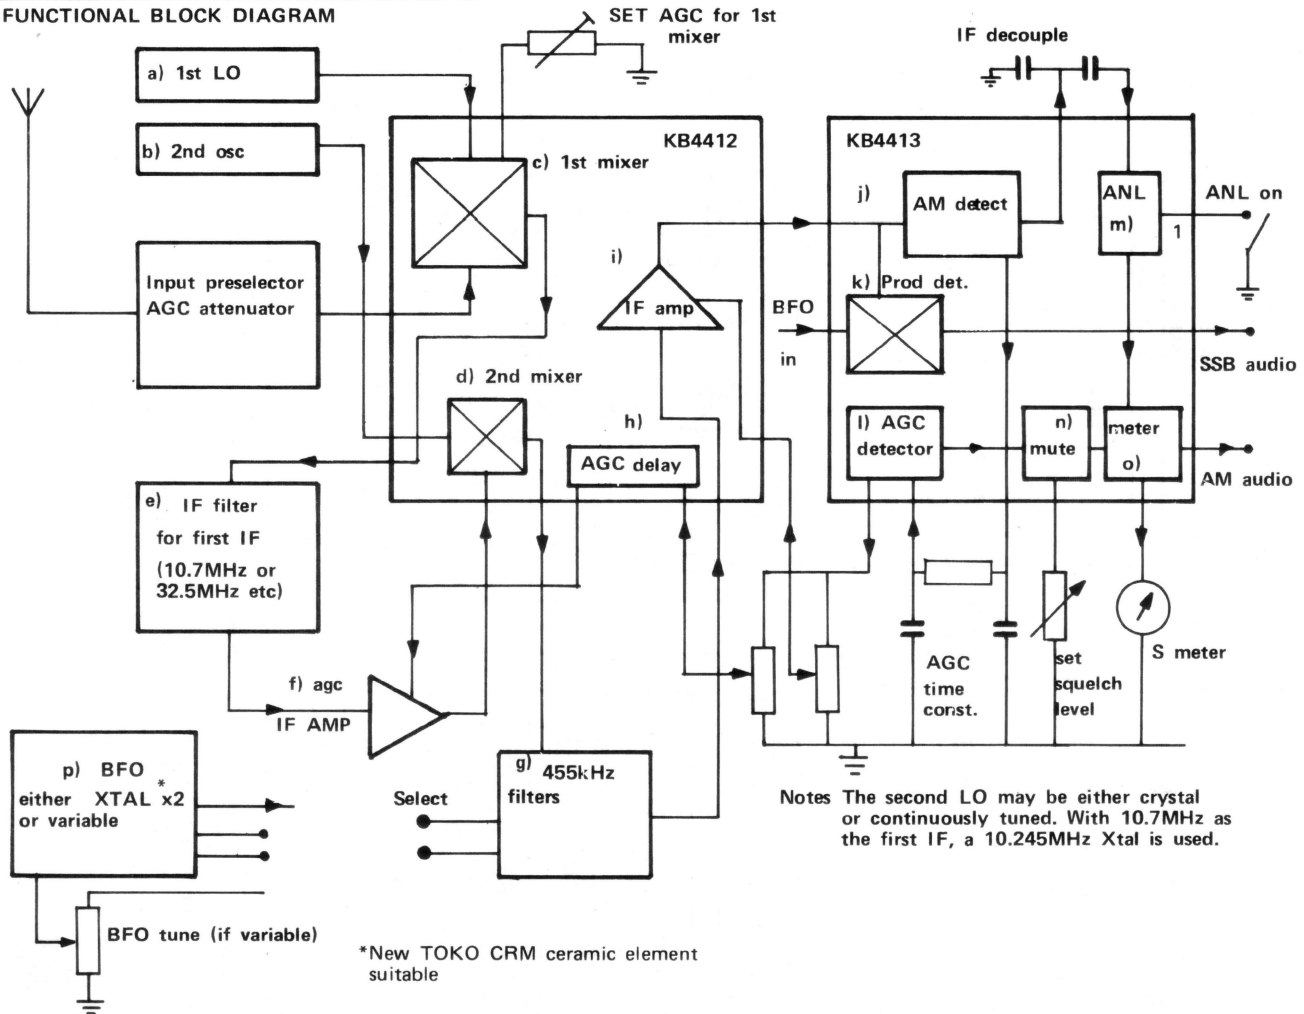 FUNCTIONAL BLOCK DIAGRAM
SET AGC for 1st
mixer
IF decouple
a) 1st LO
b) 2nd osc
KB4412
c) 1st mixer
KB4413
j)
AM detect
ANL
m)
ANL on
1
Input preselector
AGC attenuator
i)
IF amp
k) Prod det.
BFO
in
SSB audio
d) 2nd mixer
h)
AGC delay
l) AGC
detector
n)
mute
meter
o)
AM audio
e) IF filter
for first IF
(10.7MHz or
32.5MHz etc)
f) agc
IF AMP
AGC
time
const.
set
squelch
level
S meter
p) BFO
either XTAL *x2
or variable
Select
g) 455kHz
filters
Notes The second LO may be either crystal
or continuously tuned. With 10.7MHz as
the first IF, a 10.245MHz Xtal is used.
BFO tune (if variable)
*New TOKO CRM ceramic element
suitable